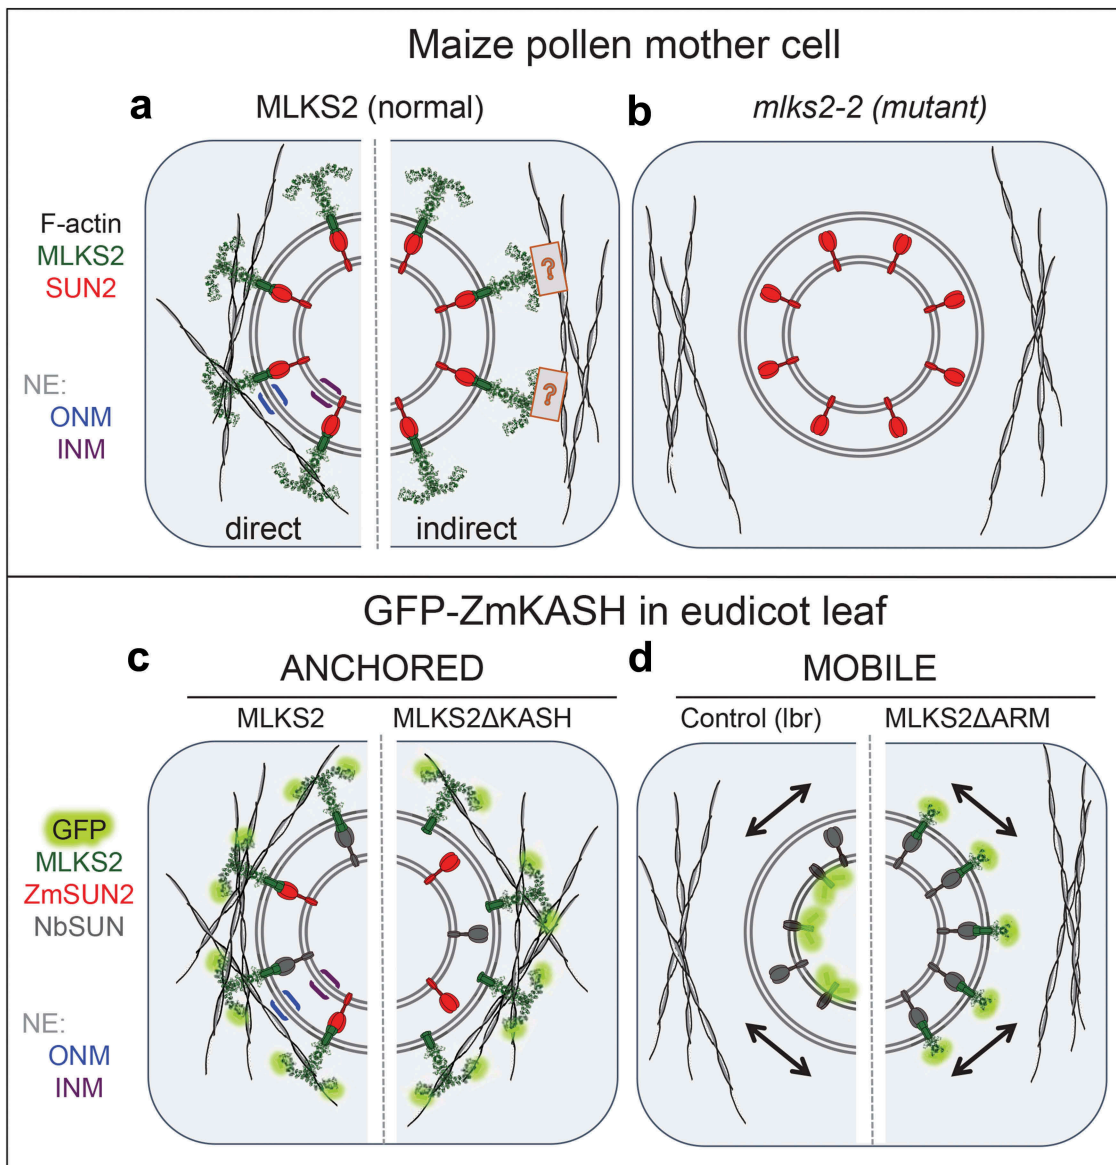 Maize pollen mother cell
a
MLKS2 (normal)
b
mlks2-2 (mutant)
F-actin
MLKS2
SUN2
NE:
ONM
INM
?
?
direct
indirect
GFP-ZmKASH in eudicot leaf
c
ANCHORED
d
MOBILE
MLKS2
MLKS2ΔKASH
Control (lbr)
MLKS2ΔARM
GFP
MLKS2
ZmSUN2
NbSUN
NE:
ONM
INM